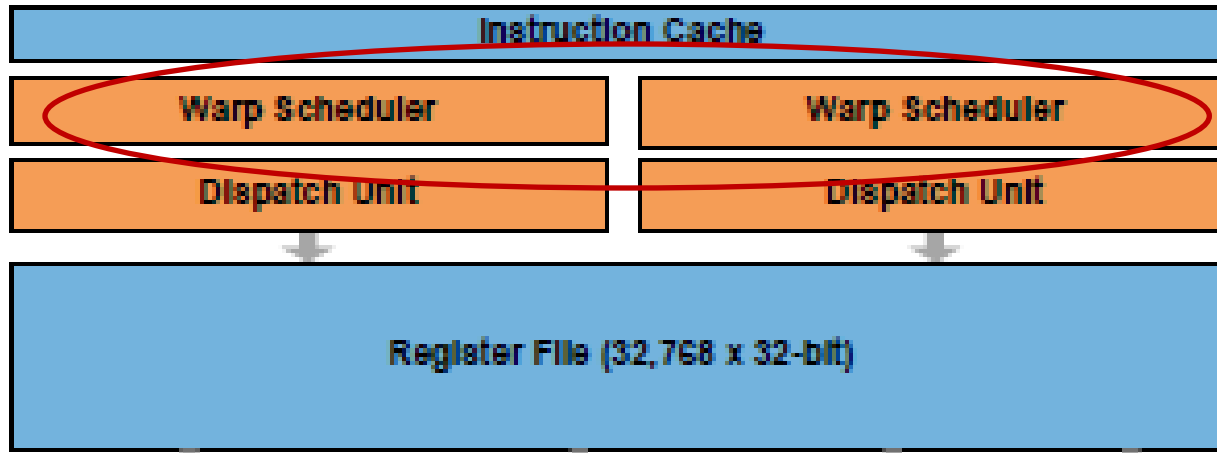 Instruction Cache
Warp Scheduler
Warp Scheduler
Dispatch Unit
Dispatch Unit
Register File (32,768 x 32-bit)